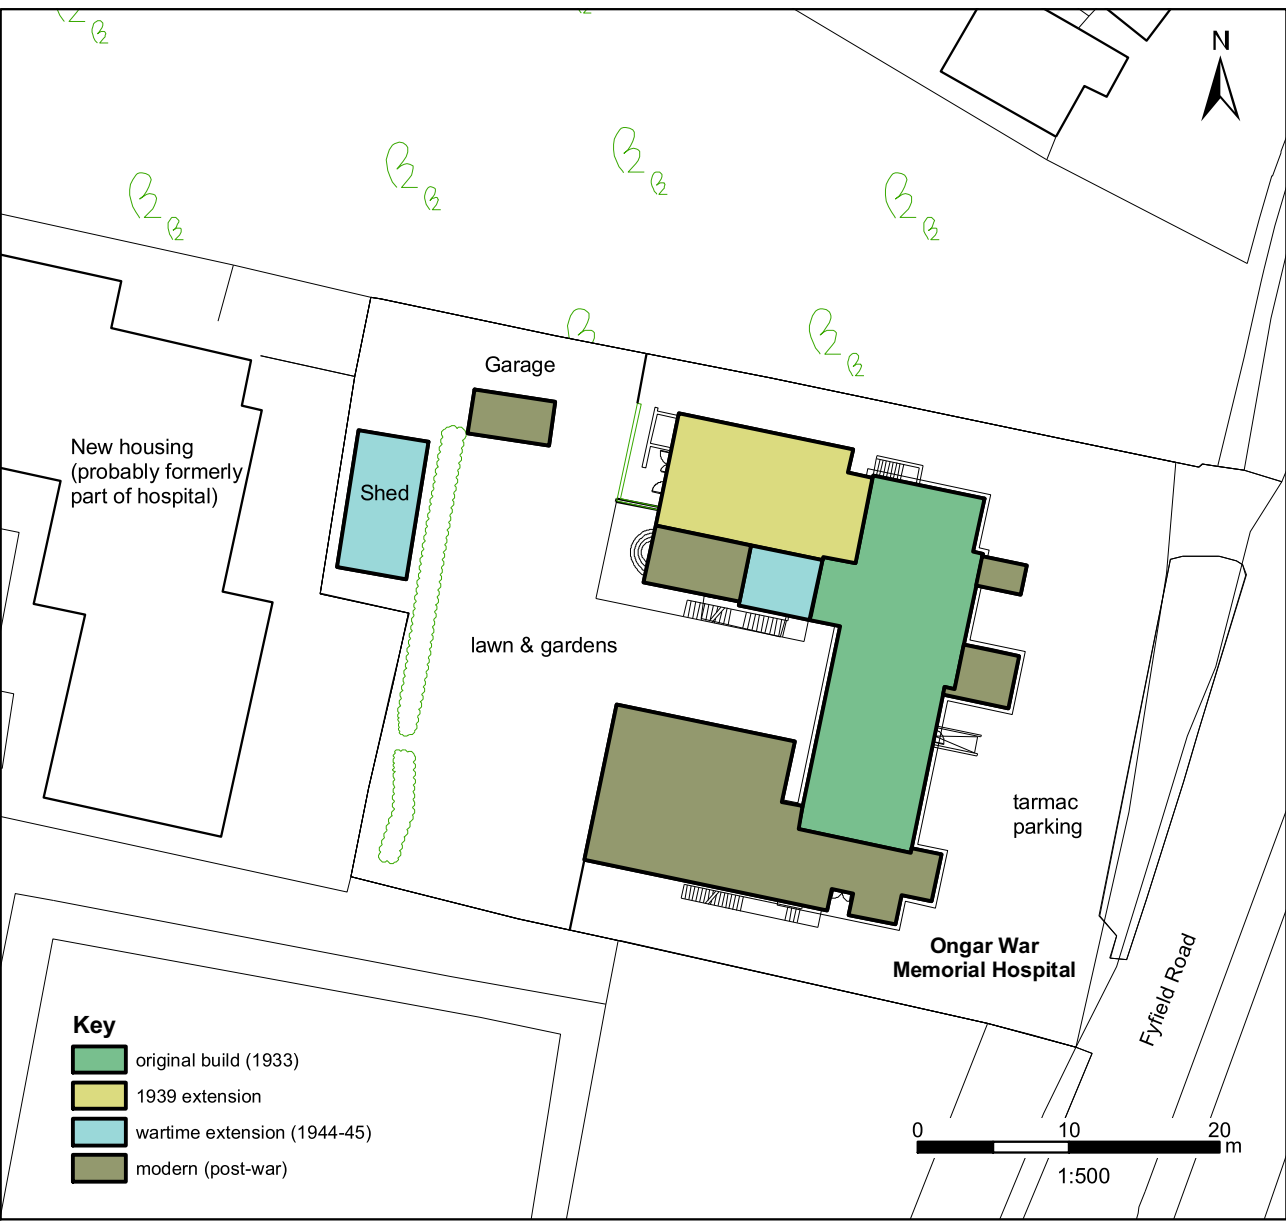 N
Garage
New housing
(probably formerly
part of hospital)
Shed
lawn & gardens
tarmac
parking
Ongar War
Memorial Hospital
Fyfield Road
Key
original build (1933)
1939 extension
wartime extension (1944-45)
modern (post-war)
0 10 20
m
1:500